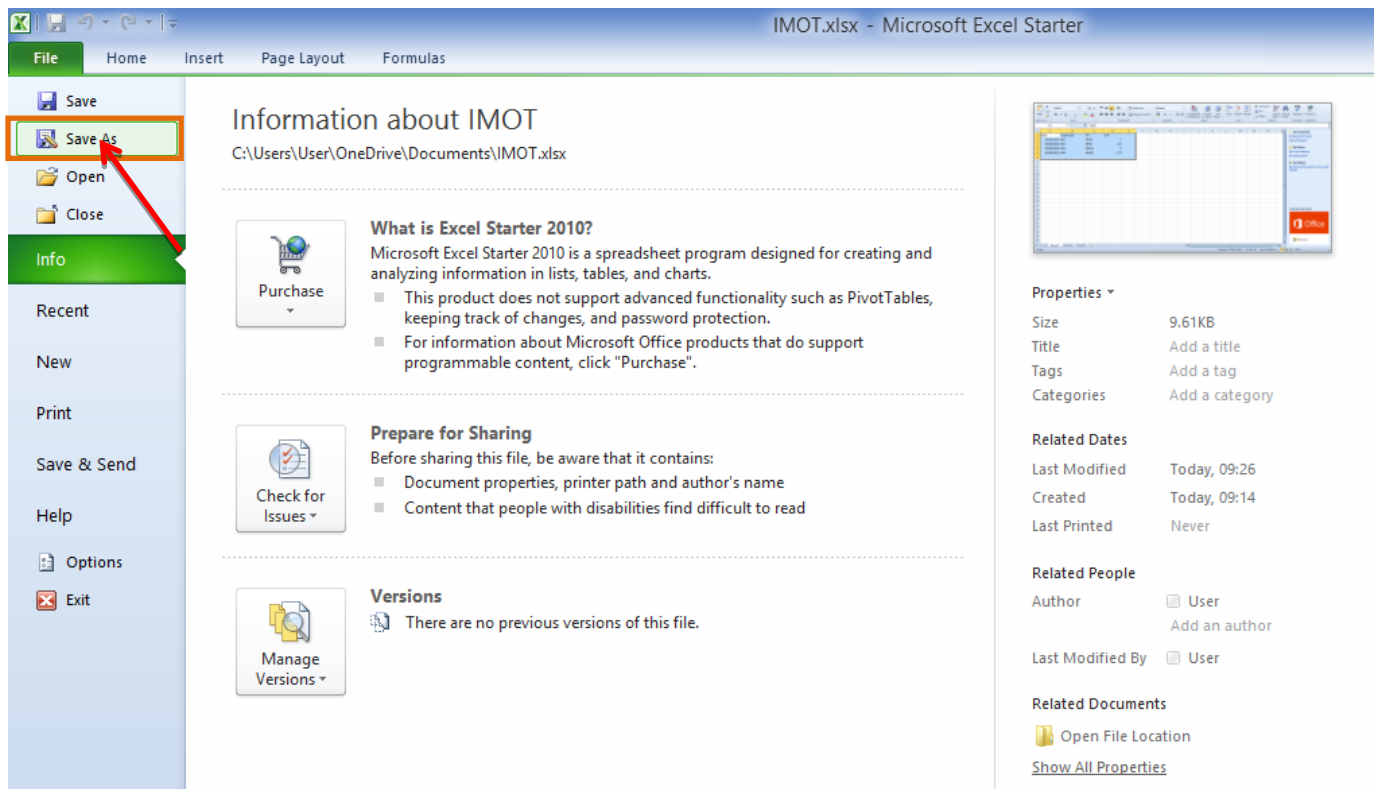 IMOT.xlsx - Microsoft Excel Starter
File Home Insert Page Layout Formulas
Save
Save As
Open
Close
Info
Recent
New
Print
Save & Send
Help
Options
Exit
Information about IMOT
C:\Users\User\OneDrive\Documents\IMOT.xlsx
Purchase
What is Excel Starter 2010?
Microsoft Excel Starter 2010 is a spreadsheet program designed for creating and
analyzing information in lists, tables, and charts.
This product does not support advanced functionality such as PivotTables,
keeping track of changes, and password protection.
For information about Microsoft Office products that do support
programmable content, click "Purchase".
Check for
Issues
Prepare for Sharing
Before sharing this file, be aware that it contains:
Document properties, printer path and author's name
Content that people with disabilities find difficult to read
Manage
Versions
Versions
There are no previous versions of this file.
Office
Properties
Size 9.61KB
Title Add a title
Tags Add a tag
Categories Add a category
Related Dates
Last Modified Today, 09:26
Created Today, 09:14
Last Printed Never
Related People
Author User
Add an author
Last Modified By User
Related Documents
Open File Location
Show All Properties